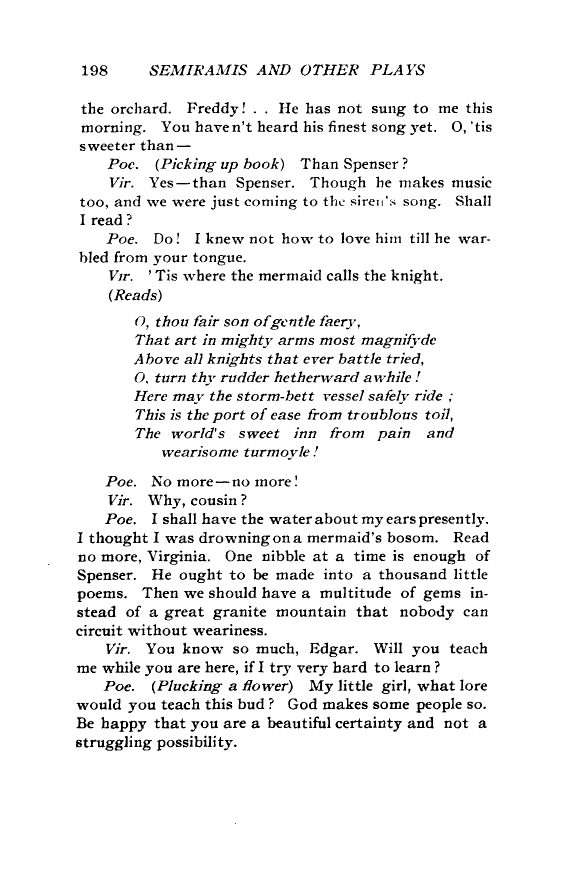 198 SEMIRAMIS AND OTHER PLAYS
the orchard. Freddy! . . He has not sung to me this
morning. You haven't heard his finest song yet. O, 'tis
sweeter than—
Poe. (Picking up book) Than Spenser?
Vir. Yes—than Spenser. Though he makes music
too, and we were just coming to the siren's song. Shall
I read?
Poe. Do! I knew not how to love him till he war-
bled from your tongue.
Vir. 'Tis where the mermaid calls the knight.
(Reads)
O, thou fair son of gentle faery,
That art in mighty arms most magnifyde
Above all knights that ever battle tried,
O, turn thy rudder hetherward awhile!
Here may the storm-bett vessel safely ride;
This is the port of ease from troublous toil,
The world's sweet inn from pain and
wearisome turmoyle!
Poe. No more—no more!
Vir. Why, cousin?
Poe. I shall have the water about my ears presently.
I thought I was drowning on a mermaid's bosom. Read
no more, Virginia. One nibble at a time is enough of
Spenser. He ought to be made into a thousand little
poems. Then we should have a multitude of gems in-
stead of a great granite mountain that nobody can
circuit without weariness.
Vir. You know so much, Edgar. Will you teach
me while you are here, if I try very hard to learn?
Poe. (Plucking a flower) My little girl, what lore
would you teach this bud? God makes some people so.
Be happy that you are a beautiful certainty and not a
struggling possibility.